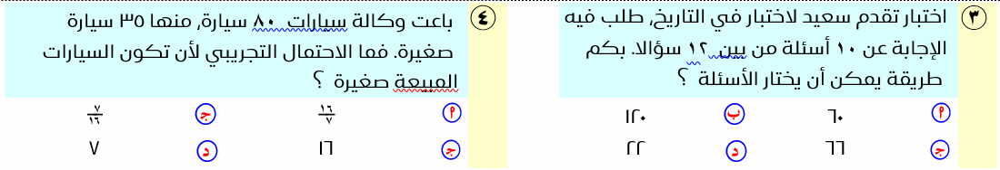 ٣ اختبار تقدم سعيد لاختبار في التاريخ، طلب فيه
الإجابة عن ١٠ أسئلة من بين ١٢ سؤالا. بكم
طريقة يمكن أن يختار الأسئلة ؟
أ ٦٠ ب ١٢٠
ج ٦٦ د ٢٢
٤ باعت وكالة سيارات ٨٠ سيارة، منها ٣٥ سيارة
صغيرة. فما الاحتمال التجريبي لأن تكون السيارات
المبيعة صغيرة ؟
أ ١٦/٧ ج ٧/١٦
ج ١٦ د ٧